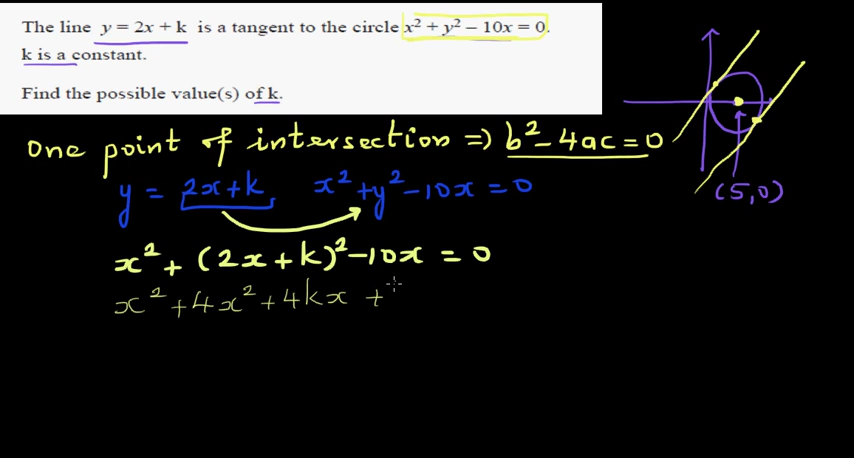 The line y = 2x + k is a tangent to the circle x² + y² − 10x = 0.
k is a constant.
Find the possible value(s) of k.
One point of intersection => b² - 4ac = 0
y = 2x+k, x²+y²-10x = 0
(5,0)
x² + (2x + k)² - 10x = 0
x² + 4x² + 4kx +